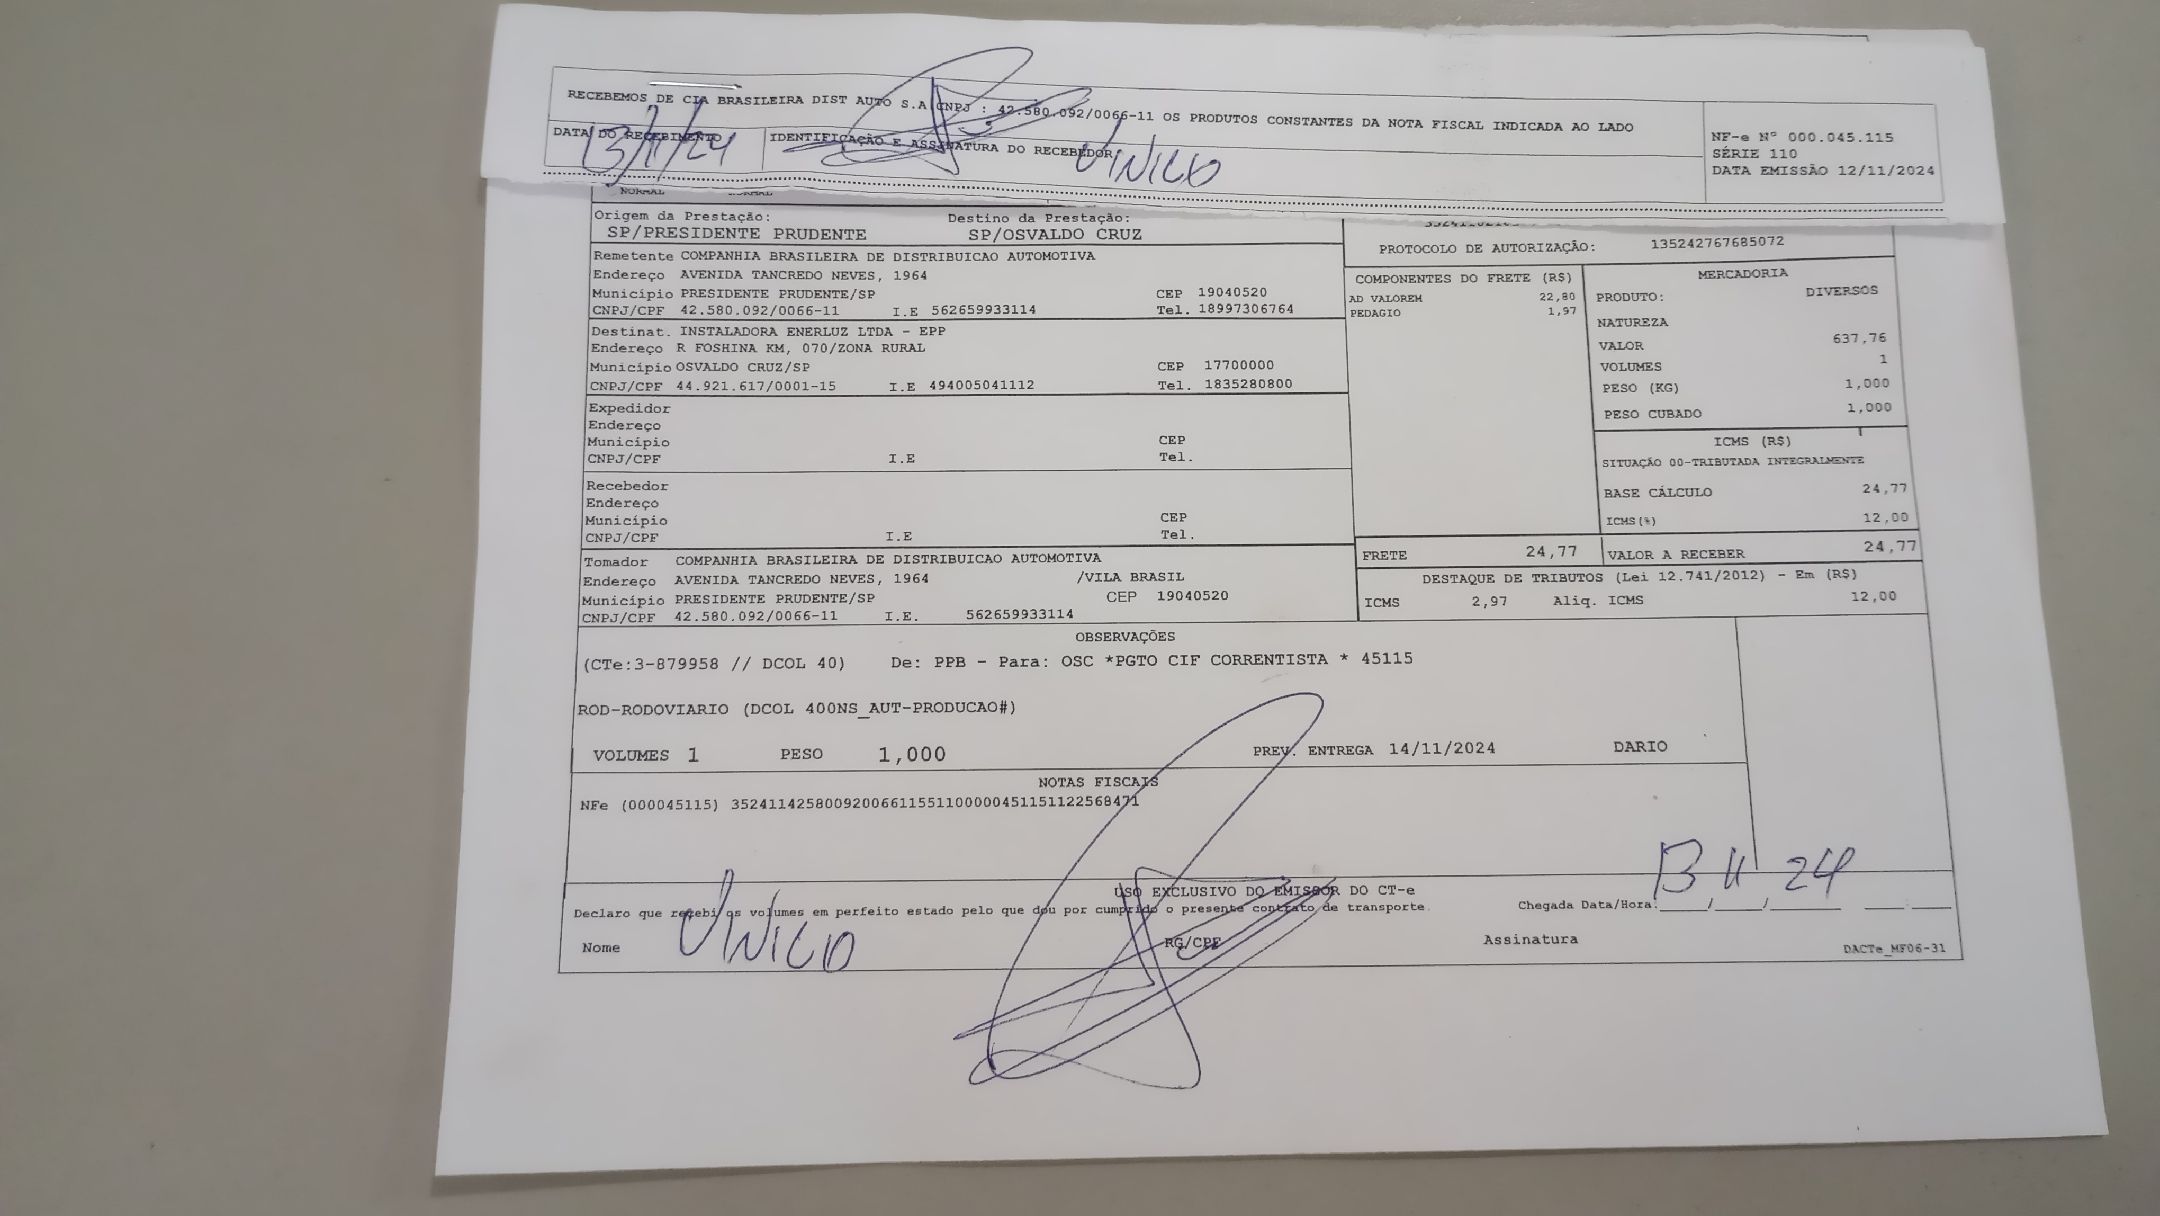 RECEBEMOS DE CIA BRASILEIRA DIST AUTO S.A CNPJ : 42.580.092/0066-11 OS PRODUTOS CONSTANTES DA NOTA FISCAL INDICADA AO LADO
DATA DO RECEBIMENTO
13/11/24
IDENTIFICAÇÃO E ASSINATURA DO RECEBEDOR
VINICIO
NF-e Nº 000.045.115
SÉRIE 110
DATA EMISSÃO 12/11/2024
NORMAL NORMAL
Origem da Prestação: Destino da Prestação:
SP/PRESIDENTE PRUDENTE SP/OSVALDO CRUZ
PROTOCOLO DE AUTORIZAÇÃO: 135242767685072
Remetente COMPANHIA BRASILEIRA DE DISTRIBUICAO AUTOMOTIVA
Endereço AVENIDA TANCREDO NEVES, 1964
Município PRESIDENTE PRUDENTE/SP CEP 19040520
CNPJ/CPF 42.580.092/0066-11 I.E 562659933114 Tel. 18997306764
Destinat. INSTALADORA ENERLUZ LTDA - EPP
Endereço R FOSHINA KM, 070/ZONA RURAL
Município OSVALDO CRUZ/SP CEP 17700000
CNPJ/CPF 44.921.617/0001-15 I.E 494005041112 Tel. 1835280800
Expedidor
Endereço
Município CEP
CNPJ/CPF I.E Tel.
Recebedor
Endereço
Município CEP
CNPJ/CPF I.E Tel.
Tomador COMPANHIA BRASILEIRA DE DISTRIBUICAO AUTOMOTIVA
Endereço AVENIDA TANCREDO NEVES, 1964 /VILA BRASIL
Município PRESIDENTE PRUDENTE/SP CEP 19040520
CNPJ/CPF 42.580.092/0066-11 I.E. 562659933114
COMPONENTES DO FRETE (R$)
AD VALOREM 22,80
PEDAGIO 1,97
MERCADORIA
PRODUTO: DIVERSOS
NATUREZA
VALOR 637,76
VOLUMES 1
PESO (KG) 1,000
PESO CUBADO 1,000
ICMS (R$)
SITUAÇÃO 00-TRIBUTADA INTEGRALMENTE
BASE CÁLCULO 24,77
ICMS(%) 12,00
FRETE 24,77 VALOR A RECEBER 24,77
DESTAQUE DE TRIBUTOS (Lei 12.741/2012) - Em (R$)
ICMS 2,97 Aliq. ICMS 12,00
OBSERVAÇÕES
(CTe:3-879958 // DCOL 40) De: PPB - Para: OSC *PGTO CIF CORRENTISTA * 45115
ROD-RODOVIARIO (DCOL 400NS_AUT-PRODUCAO#)
VOLUMES 1 PESO 1,000 PREV. ENTREGA 14/11/2024 DARIO
NOTAS FISCAIS
NFe (000045115) 35241142580092006611551100000451151122568471
USO EXCLUSIVO DO EMISSOR DO CT-e
Declaro que recebi os volumes em perfeito estado pelo que dou por cumprido o presente contrato de transporte.
Chegada Data/Hora: 13 / 11 / 24
Nome VINICIO RG/CPF Assinatura
DACTe_MF06-31